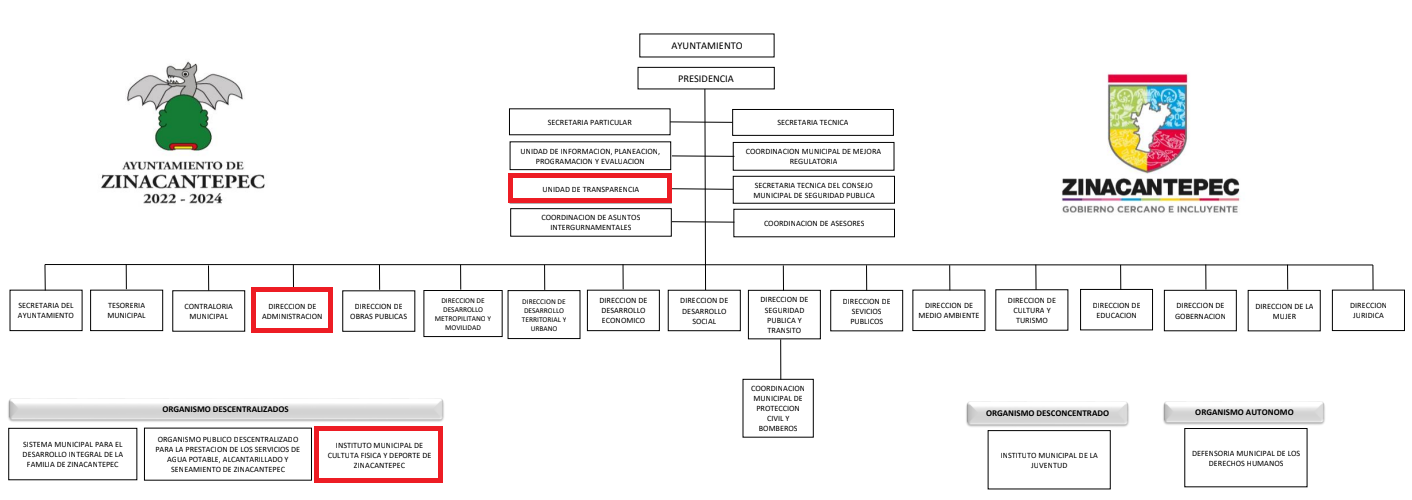 AYUNTAMIENTO
PRESIDENCIA
AYUNTAMIENTO DE
ZINACANTEPEC
2022 - 2024
SECRETARIA PARTICULAR
SECRETARIA TECNICA
UNIDAD DE INFORMACION, PLANEACION,
PROGRAMACION Y EVALUACION
COORDINACION MUNICIPAL DE MEJORA
REGULATORIA
UNIDAD DE TRANSPARENCIA
SECRETARIA TECNICA DEL CONSEJO
MUNICIPAL DE SEGURIDAD PUBLICA
COORDINACION DE ASUNTOS
INTERGURNAMENTALES
COORDINACION DE ASESORES
ZINACANTEPEC
GOBIERNO CERCANO E INCLUYENTE
SECRETARIA DEL
AYUNTAMIENTO
TESORERIA
MUNICIPAL
CONTRALORIA
MUNICIPAL
DIRECCION DE
ADMINISTRACION
DIRECCION DE
OBRAS PUBLICAS
DIRECCION DE
DESARROLLO
METROPILITANO Y
MOVILIDAD
DIRECCION DE
DESARROLLO
TERRITORIAL Y
URBANO
DIRECCION DE
DESARROLLO
ECONOMICO
DIRECCION DE
DESARROLLO
SOCIAL
DIRECCION DE
SEGURIDAD
PUBLICA Y
TRANSITO
DIRECCION DE
SEVICIOS
PUBLICOS
DIRECCION DE
MEDIO AMBIENTE
DIRECCION DE
CULTURA Y
TURISMO
DIRECCION DE
EDUCACION
DIRECCION DE
GOBERNACION
DIRECCION DE LA
MUJER
DIRECCION
JURIDICA
COORDINACION
MUNICIPAL DE
PROTECCION
CIVIL Y
BOMBEROS
ORGANISMO DESCENTRALIZADOS
SISTEMA MUNICIPAL PARA EL
DESARROLLO INTEGRAL DE LA
FAMILIA DE ZINACANTEPEC
ORGANISMO PUBLICO DESCENTRALIZADO
PARA LA PRESTACION DE LOS SERVICIOS DE
AGUA POTABLE, ALCANTARILLADO Y
SENEAMIENTO DE ZINACANTEPEC
INSTITUTO MUNICIPAL DE
CULTUTA FISICA Y DEPORTE DE
ZINACANTEPEC
ORGANISMO DESCONCENTRADO
INSTITUTO MUNICIPAL DE LA
JUVENTUD
ORGANISMO AUTONOMO
DEFENSORIA MUNICIPAL DE LOS
DERECHOS HUMANOS